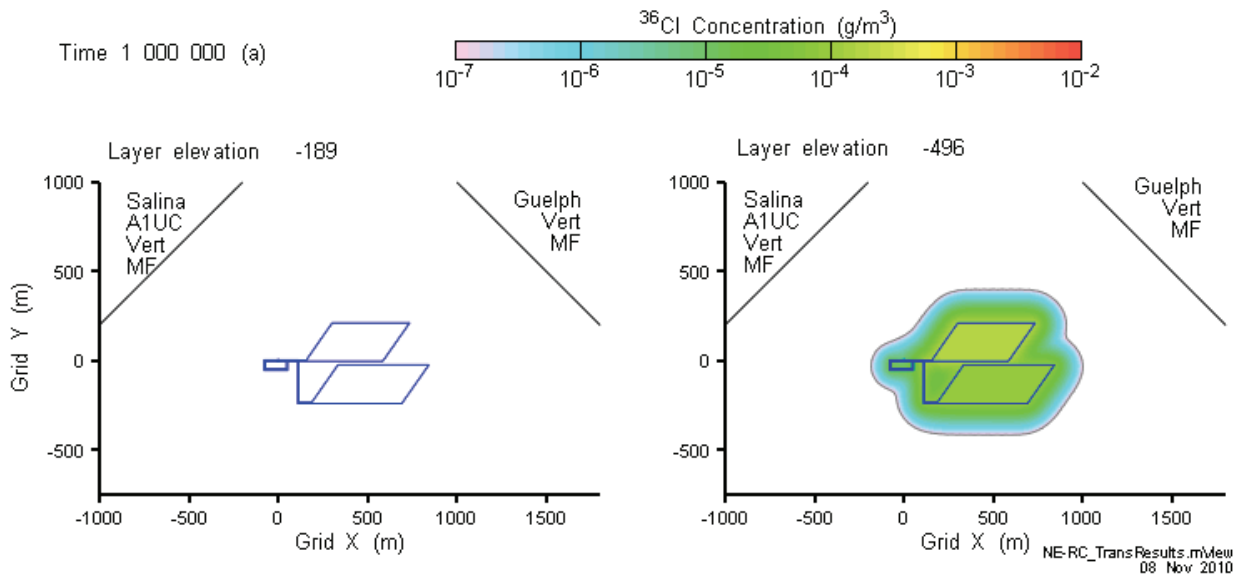 Time 1 000 000 (a)
³⁶Cl Concentration (g/m³)
10⁻⁷ 10⁻⁶ 10⁻⁵ 10⁻⁴ 10⁻³ 10⁻²
Layer elevation -189
1000
500
0
-500
Grid Y (m)
Salina
A1UC
Vert
MF
Guelph
Vert
MF
-1000 -500 0 500 1000 1500
Grid X (m)
Layer elevation -496
1000
500
0
-500
Salina
A1UC
Vert
MF
Guelph
Vert
MF
-1000 -500 0 500 1000 1500
Grid X (m)
NE-RC_TransResults.mView
08 Nov 2010